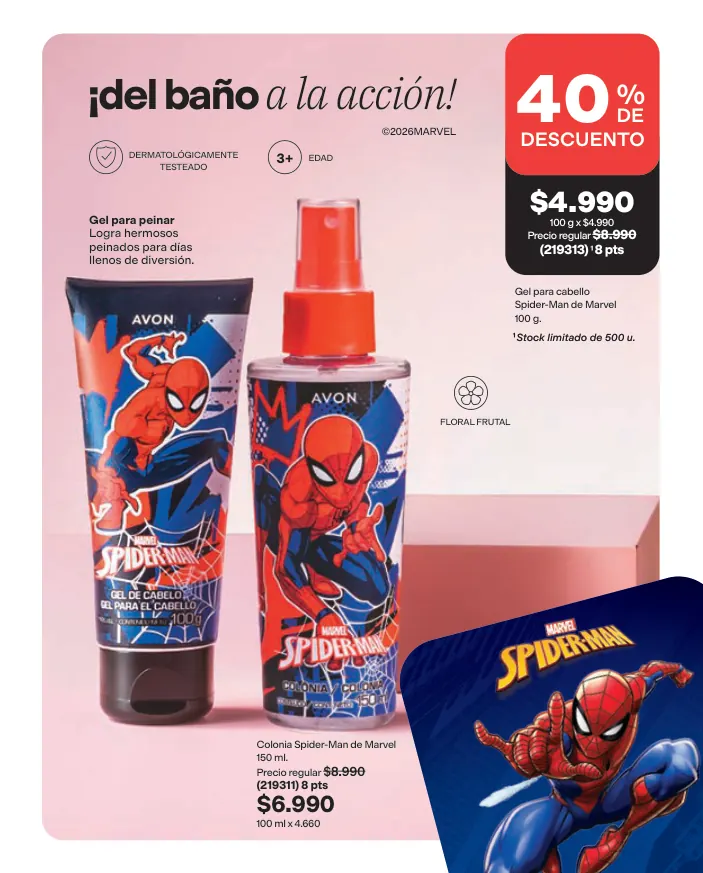 ¡del baño a la acción!
©2026MARVEL
DERMATOLÓGICAMENTE
TESTEADO
3+
EDAD
40%
DE
DESCUENTO
$4.990
100 g x $4.990
Precio regular $8.990
(219313) ¹ 8 pts
Gel para cabello
Spider-Man de Marvel
100 g.
¹Stock limitado de 500 u.
Gel para peinar
Logra hermosos
peinados para días
llenos de diversión.
FLORAL FRUTAL
AVON
MARVEL
SPIDER-MAN
GEL DE CABELO
GEL PARA EL CABELLO
100g
AVON
MARVEL
SPIDER-MAN
COLONIA / COLONIA
150
MARVEL
SPIDER-MAN
Colonia Spider-Man de Marvel
150 ml.
Precio regular $8.990
(219311) 8 pts
$6.990
100 ml x 4.660